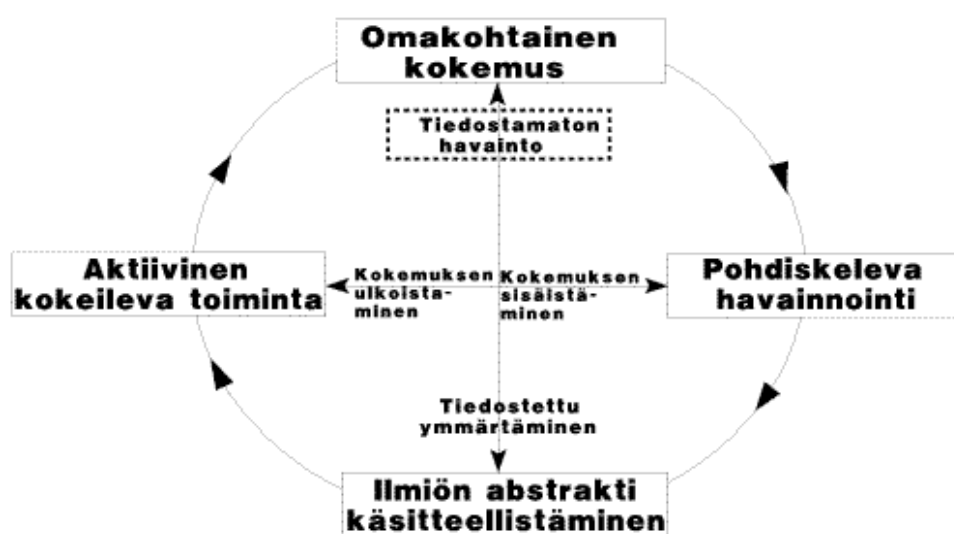 Omakohtainen
kokemus
Tiedostamaton
havainto
Aktiivinen
kokeileva toiminta
Kokemuksen
ulkoista-
minen
Kokemuksen
sisäistä-
minen
Pohdiskeleva
havainnointi
Tiedostettu
ymmärtäminen
Ilmiön abstrakti
käsitteellistäminen